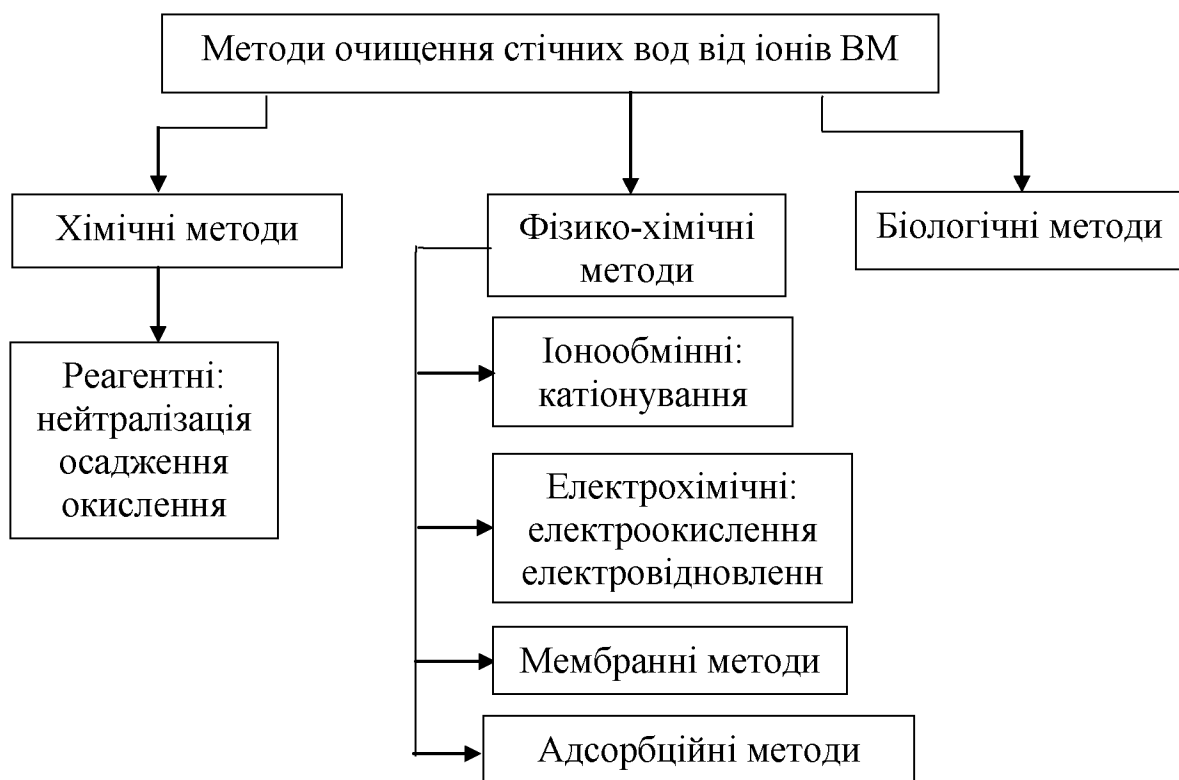 Методи очищення стічних вод від іонів ВМ
Хімічні методи
Фізико-хімічні
методи
Біологічні методи
Реагентні:
нейтралізація
осадження
окислення
Іонообмінні:
катіонування
Електрохімічні:
електроокислення
електровідновленн
Мембранні методи
Адсорбційні методи